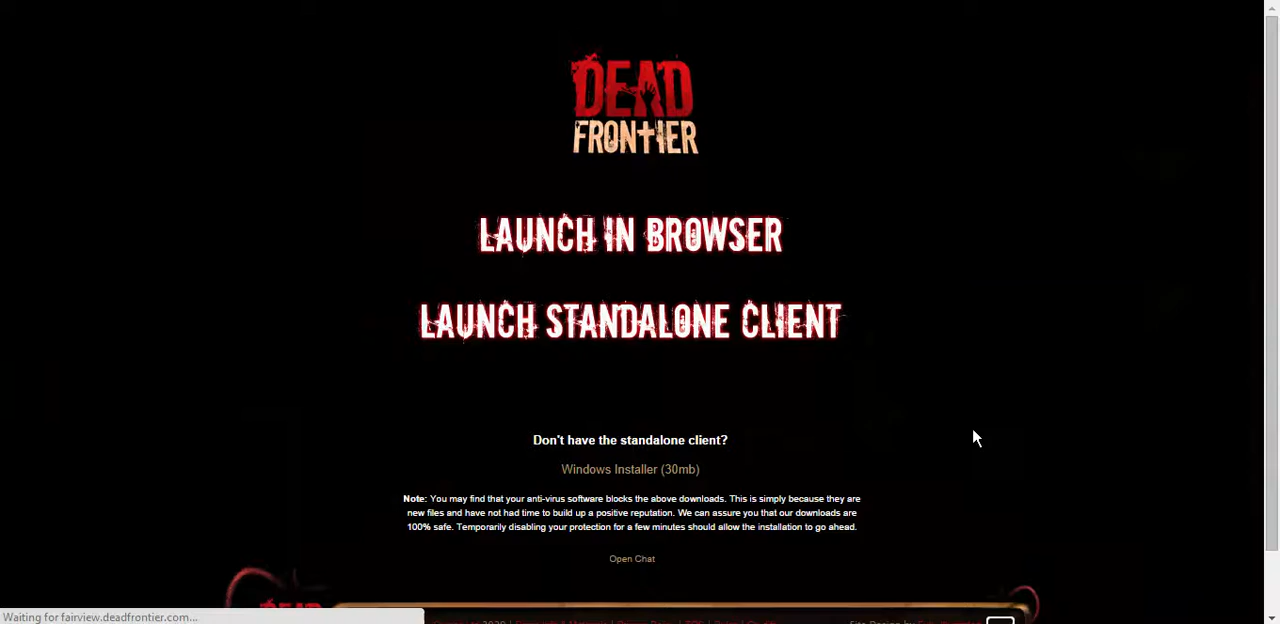 DEAD
FRONTIER
LAUNCH IN BROWSER
LAUNCH STANDALONE CLIENT
Don't have the standalone client?
Windows Installer (30mb)
Note: You may find that your anti-virus software blocks the above downloads. This is simply because they are
new files and have not had time to build up a positive reputation. We can assure you that our downloads are
100% safe. Temporarily disabling your protection for a few minutes should allow the installation to go ahead.
Open Chat
DEAD
Waiting for fairview.deadfrontier.com...